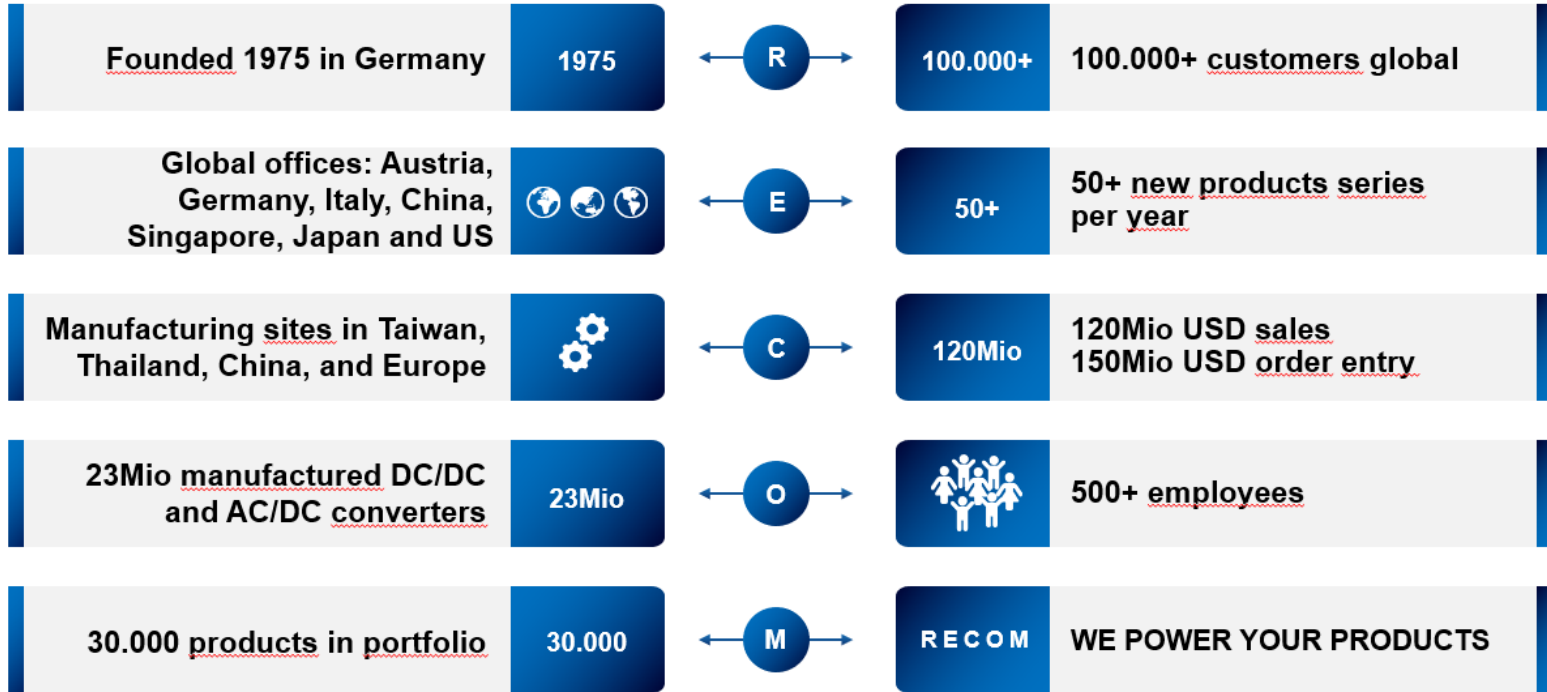 Founded 1975 in Germany
1975
R
100.000+
100.000+ customers global
Global offices: Austria,
Germany, Italy, China,
Singapore, Japan and US
E
50+
50+ new products series
per year
Manufacturing sites in Taiwan,
Thailand, China, and Europe
C
120Mio
120Mio USD sales
150Mio USD order entry
23Mio manufactured DC/DC
and AC/DC converters
23Mio
O
500+ employees
30.000 products in portfolio
30.000
M
RECOM
WE POWER YOUR PRODUCTS